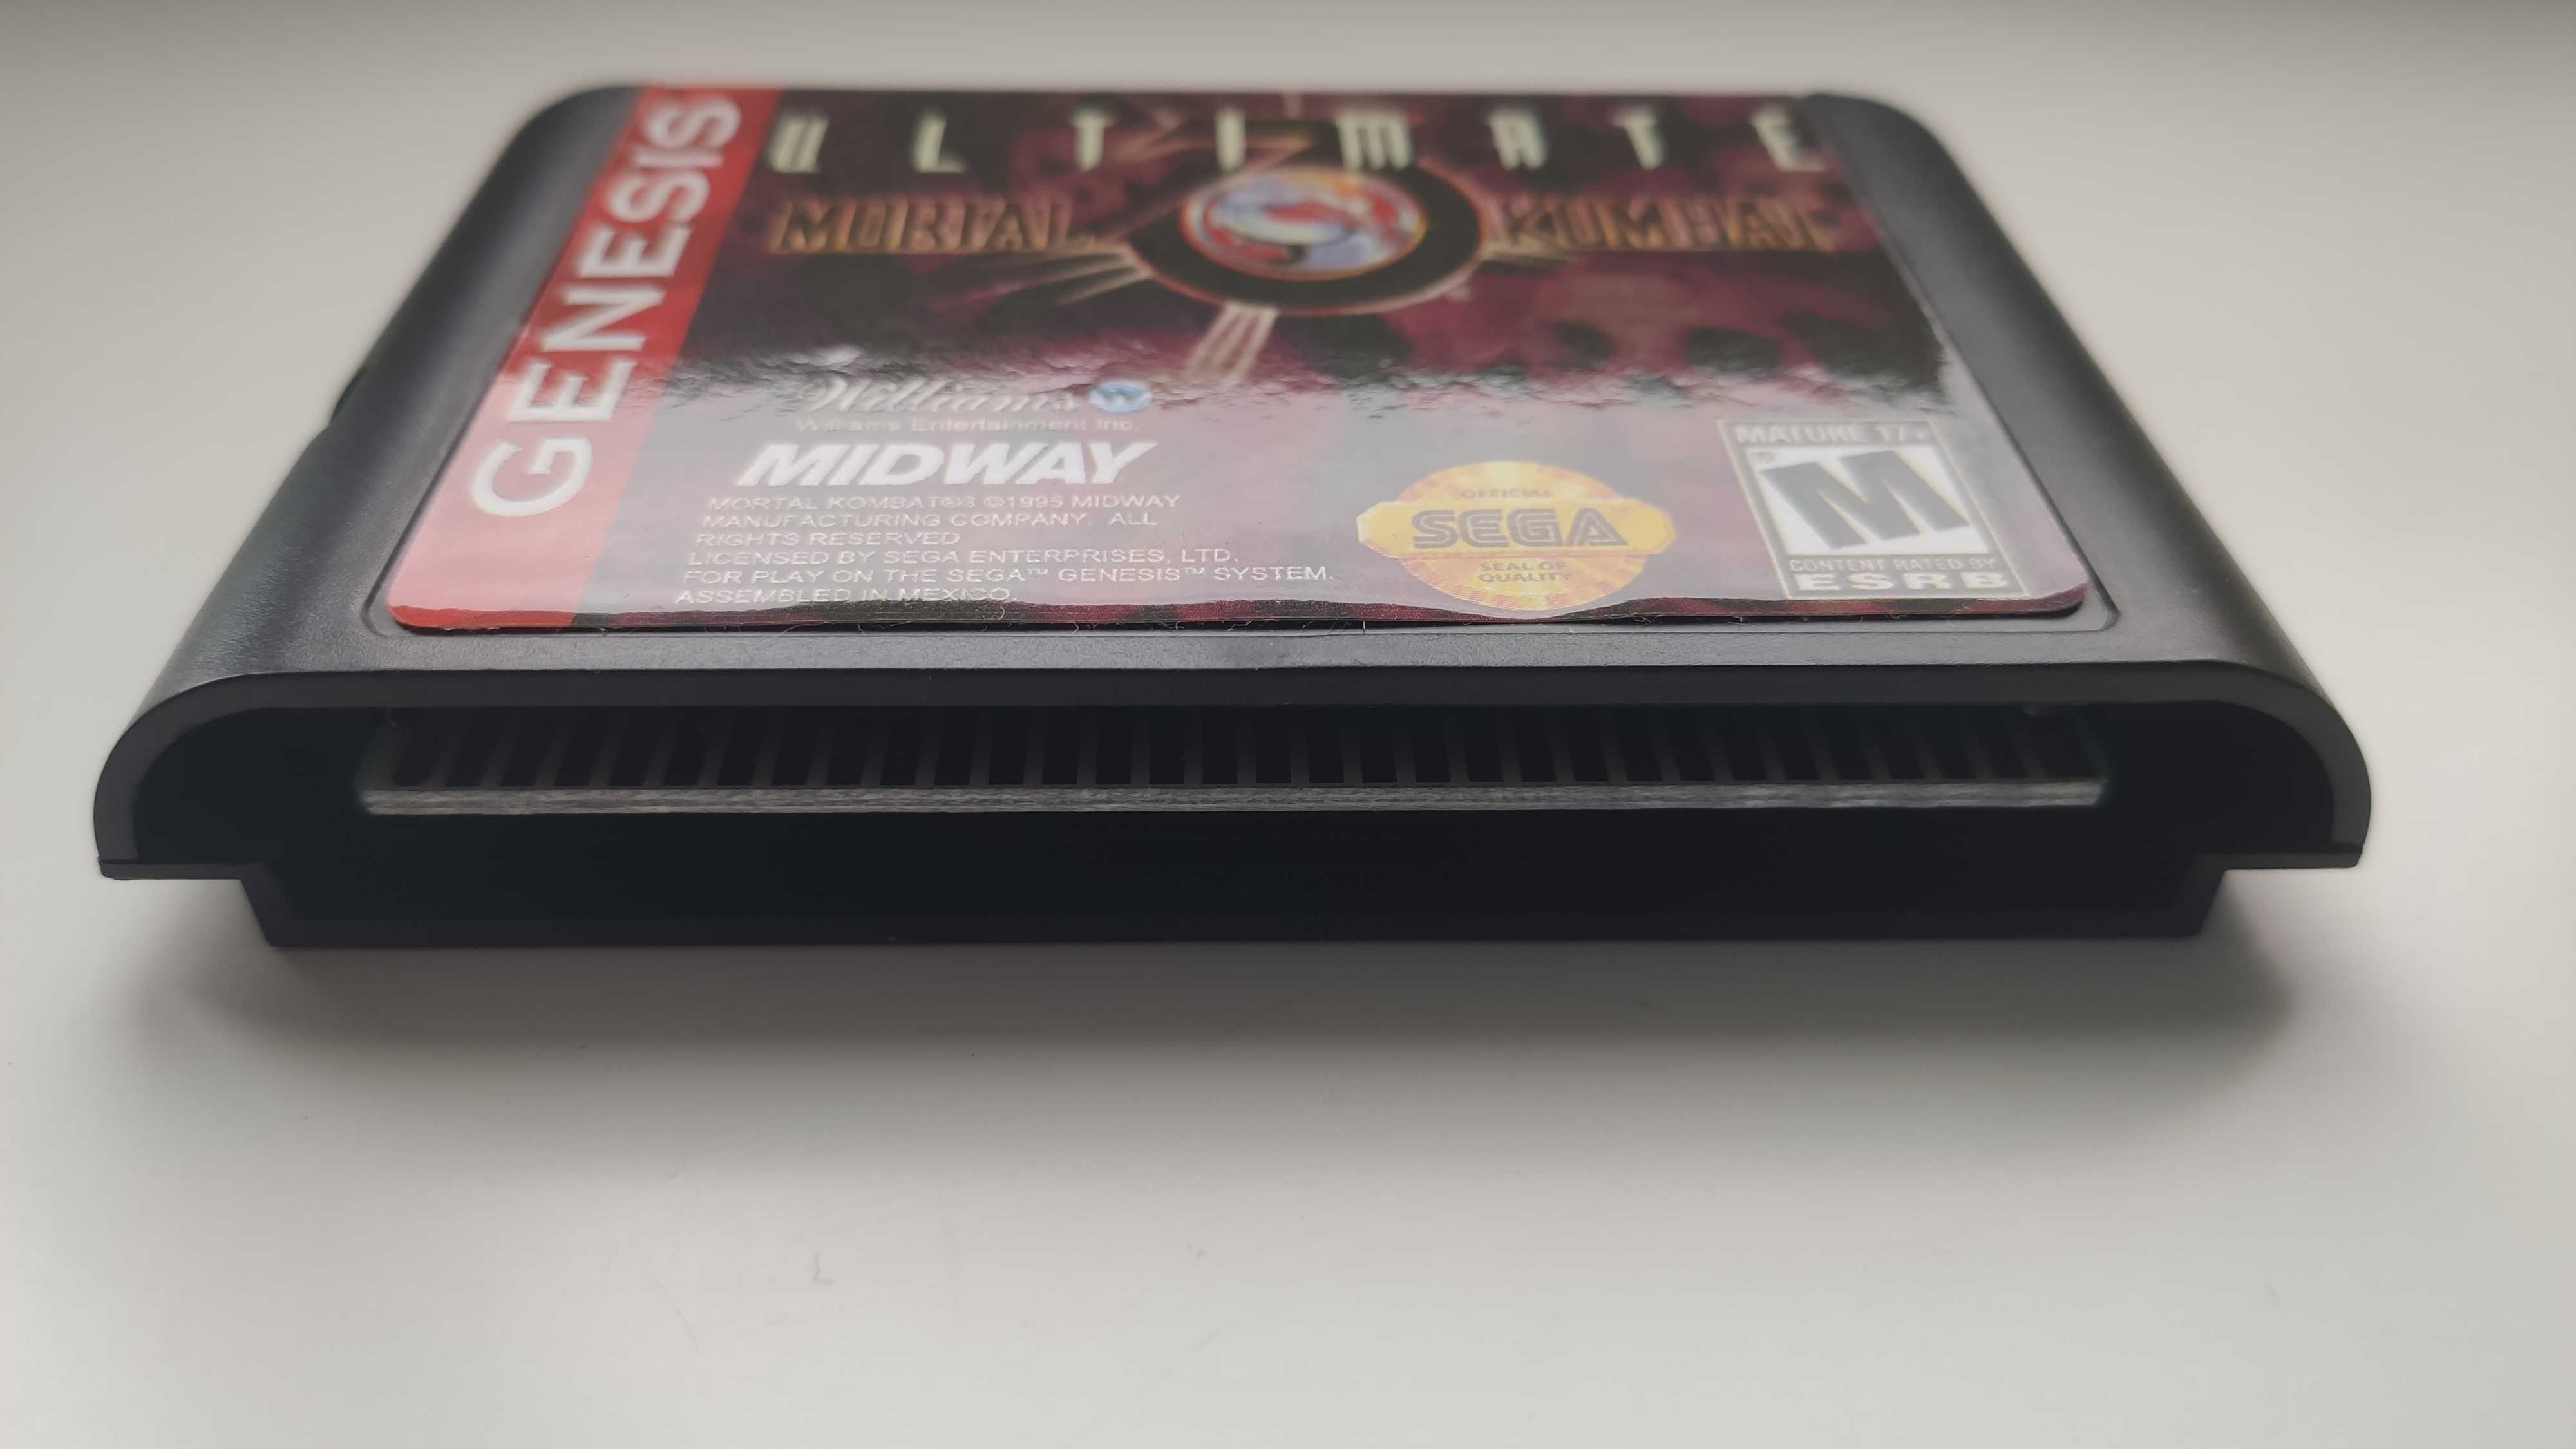 GENESIS
ULTIMATE
MORTAL KOMBAT
Williams
Williams Entertainment Inc.
MIDWAY
MORTAL KOMBAT®3 ©1995 MIDWAY
MANUFACTURING COMPANY. ALL
RIGHTS RESERVED
LICENSED BY SEGA ENTERPRISES, LTD.
FOR PLAY ON THE SEGA™ GENESIS™ SYSTEM.
ASSEMBLED IN MEXICO.
OFFICIAL
SEGA™
SEAL OF
QUALITY
MATURE 17+
M
CONTENT RATED BY
ESRB